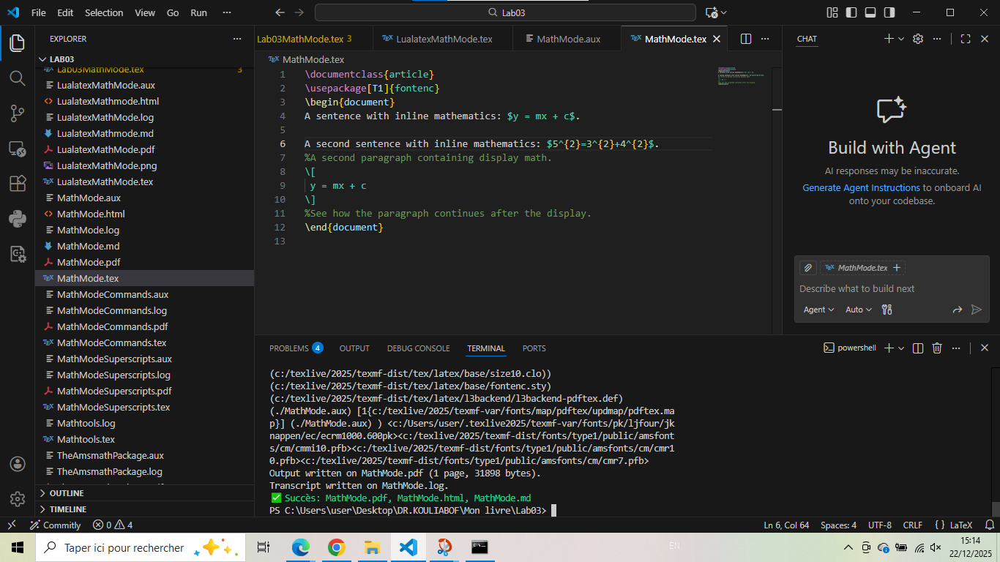 File Edit Selection View Go Run ···
Lab03
EXPLORER ···
LAB03
Lab03MathMode.tex 3
LualatexMathMode.aux
LualatexMathmode.html
LualatexMathMode.log
LualatexMathmode.md
LualatexMathMode.pdf
LualatexMathMode.png
LualatexMathMode.tex
MathMode.aux
MathMode.html
MathMode.log
MathMode.md
MathMode.pdf
MathMode.tex
MathModeCommands.aux
MathModeCommands.log
MathModeCommands.pdf
MathModeCommands.tex
MathModeSuperscripts.aux
MathModeSuperscripts.log
MathModeSuperscripts.pdf
MathModeSuperscripts.tex
Mathtools.log
Mathtools.tex
TheAmsmathPackage.aux
TheAmsmathPackage.log
OUTLINE
TIMELINE
Lab03MathMode.tex 3 LualatexMathMode.tex MathMode.aux MathMode.tex
MathMode.tex
1 \documentclass{article}
2 \usepackage[T1]{fontenc}
3 \begin{document}
4 A sentence with inline mathematics: $y = mx + c$.
5
6 A second sentence with inline mathematics: $5^{2}=3^{2}+4^{2}$.
7 %A second paragraph containing display math.
8 \[
9 y = mx + c
10 \]
11 %See how the paragraph continues after the display.
12 \end{document}
13
CHAT
Build with Agent
AI responses may be inaccurate.
Generate Agent Instructions to onboard AI
onto your codebase.
MathMode.tex
Describe what to build next
Agent Auto
PROBLEMS 4 OUTPUT DEBUG CONSOLE TERMINAL PORTS
powershell
(c:/texlive/2025/texmf-dist/tex/latex/base/size10.clo))
(c:/texlive/2025/texmf-dist/tex/latex/base/fontenc.sty)
(c:/texlive/2025/texmf-dist/tex/latex/l3backend/l3backend-pdftex.def)
(./MathMode.aux) [1{c:/texlive/2025/texmf-var/fonts/map/pdftex/updmap/pdftex.ma
p}] (./MathMode.aux) ) <c:/Users/user/.texlive2025/texmf-var/fonts/pk/ljfour/jk
nappen/ec/ecrm1000.600pk><c:/texlive/2025/texmf-dist/fonts/type1/public/amsfont
s/cm/cmmi10.pfb><c:/texlive/2025/texmf-dist/fonts/type1/public/amsfonts/cm/cmr1
0.pfb><c:/texlive/2025/texmf-dist/fonts/type1/public/amsfonts/cm/cmr7.pfb>
Output written on MathMode.pdf (1 page, 31898 bytes).
Transcript written on MathMode.log.
✅ Succès: MathMode.pdf, MathMode.html, MathMode.md
PS C:\Users\user\Desktop\DR.KOULIABOF\Mon livre\Lab03>
Commitly 0 4 Ln 6, Col 64 Spaces: 4 UTF-8 CRLF {} LaTeX
Taper ici pour rechercher
EN
15:14
22/12/2025